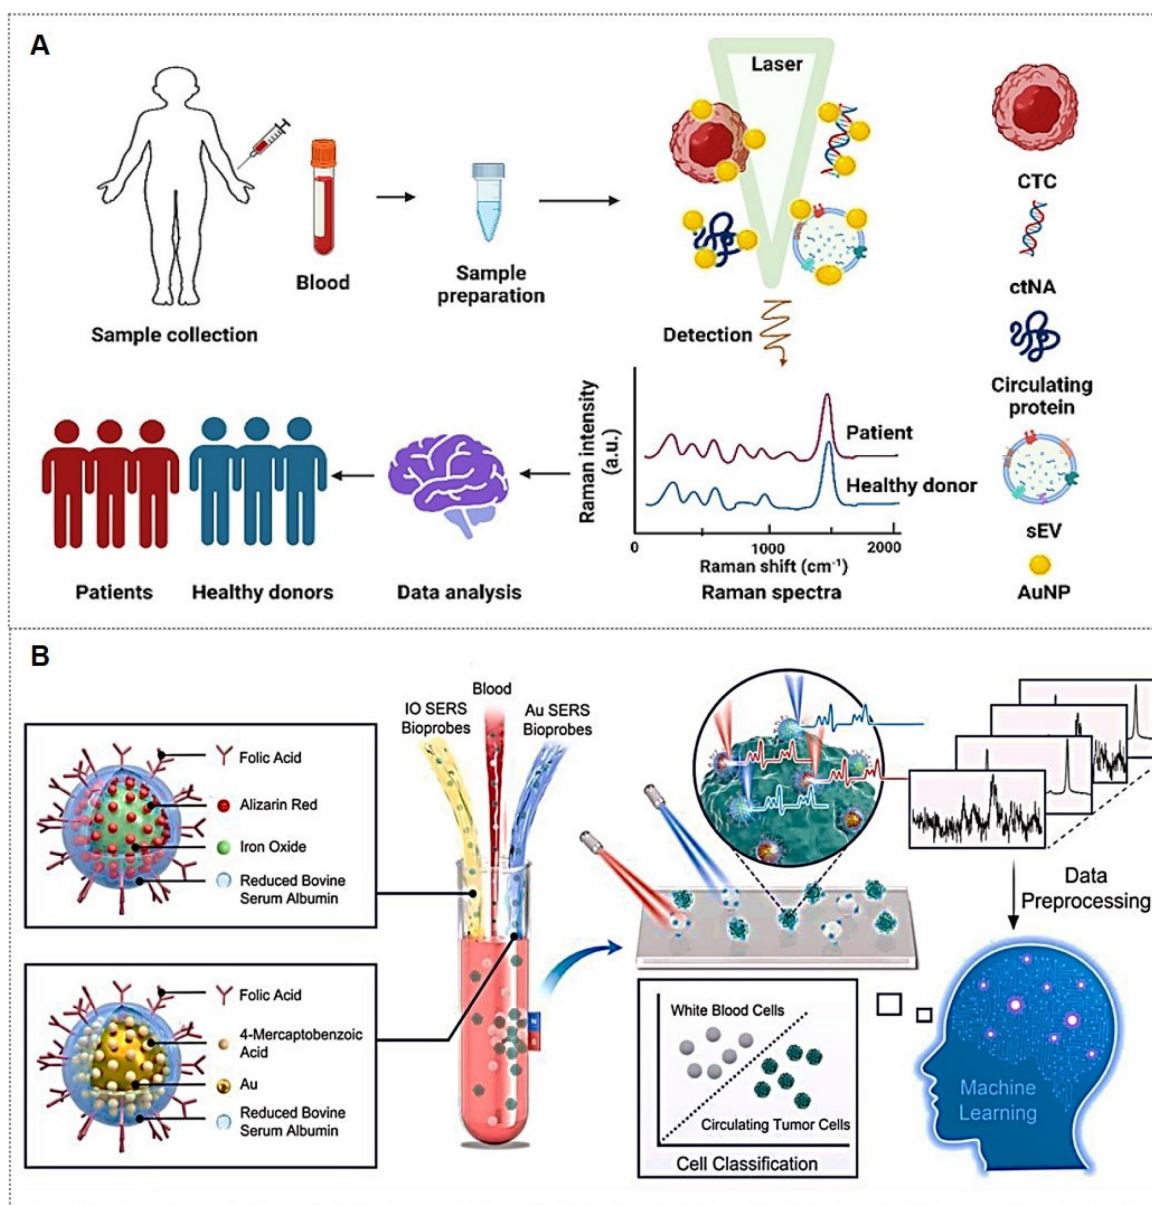 A
Laser
CTC
Blood
Sample
preparation
ctNA
Sample collection
Detection
Circulating
protein
Raman intensity
(a.u.)
Patient
Healthy donor
sEV
0
1000
2000
Raman shift (cm⁻¹)
Patients
Healthy donors
Data analysis
Raman spectra
AuNP
B
Blood
IO SERS
Bioprobes
Au SERS
Bioprobes
Folic Acid
Alizarin Red
Iron Oxide
Reduced Bovine
Serum Albumin
Data
Preprocessing
Folic Acid
4-Mercaptobenzoic
Acid
Au
Reduced Bovine
Serum Albumin
N
S
White Blood Cells
Circulating Tumor Cells
Cell Classification
Machine
Learning